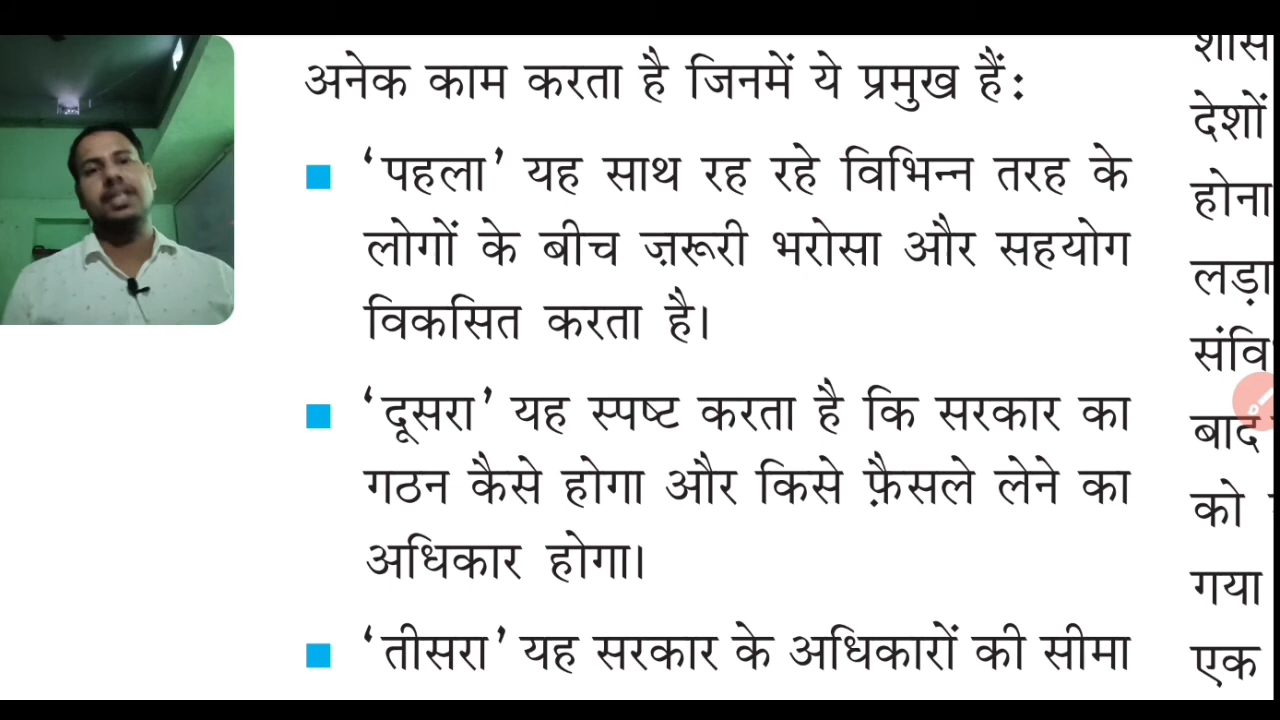 अनेक काम करता है जिनमें ये प्रमुख हैं:
‘पहला’ यह साथ रह रहे विभिन्न तरह के
लोगों के बीच ज़रूरी भरोसा और सहयोग
विकसित करता है।
‘दूसरा’ यह स्पष्ट करता है कि सरकार का
गठन कैसे होगा और किसे फ़ैसले लेने का
अधिकार होगा।
‘तीसरा’ यह सरकार के अधिकारों की सीमा
देशों
होना
बाद
को
गया
एक